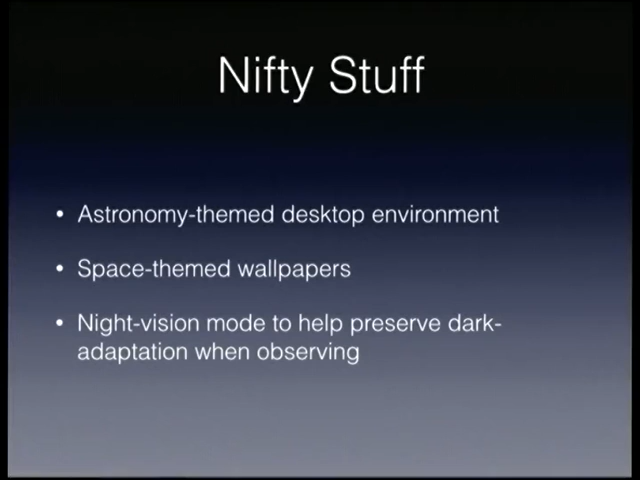 Nifty Stuff
• Astronomy-themed desktop environment
• Space-themed wallpapers
• Night-vision mode to help preserve dark-
adaptation when observing